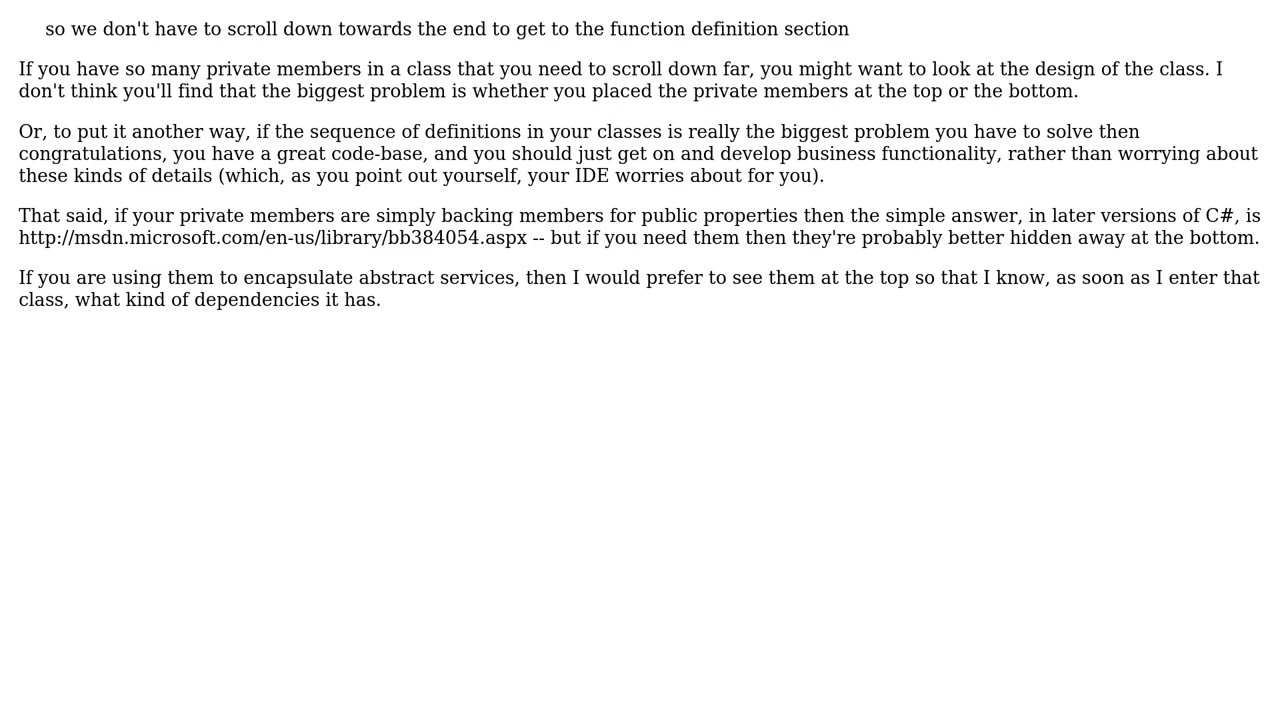 so we don't have to scroll down towards the end to get to the function definition section
If you have so many private members in a class that you need to scroll down far, you might want to look at the design of the class. I
don't think you'll find that the biggest problem is whether you placed the private members at the top or the bottom.
Or, to put it another way, if the sequence of definitions in your classes is really the biggest problem you have to solve then
congratulations, you have a great code-base, and you should just get on and develop business functionality, rather than worrying about
these kinds of details (which, as you point out yourself, your IDE worries about for you).
That said, if your private members are simply backing members for public properties then the simple answer, in later versions of C#, is
http://msdn.microsoft.com/en-us/library/bb384054.aspx -- but if you need them then they're probably better hidden away at the bottom.
If you are using them to encapsulate abstract services, then I would prefer to see them at the top so that I know, as soon as I enter that
class, what kind of dependencies it has.